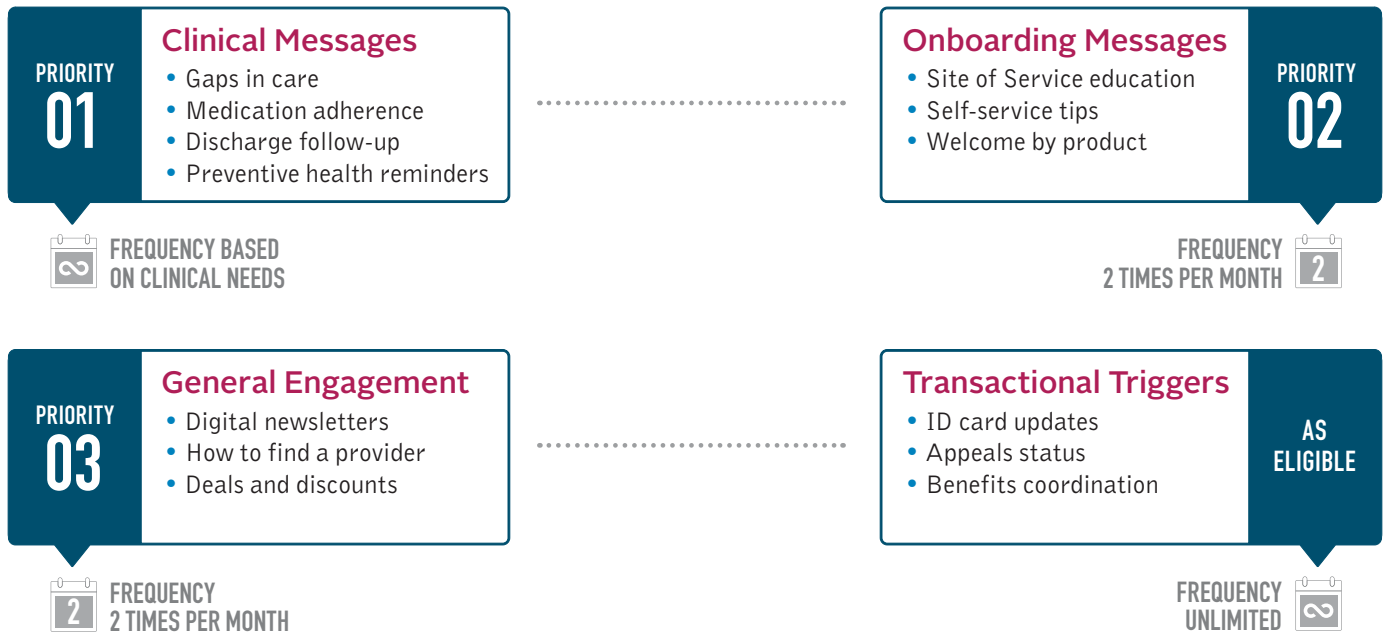 PRIORITY
01
Clinical Messages
• Gaps in care
• Medication adherence
• Discharge follow-up
• Preventive health reminders
FREQUENCY BASED
ON CLINICAL NEEDS
∞
Onboarding Messages
• Site of Service education
• Self-service tips
• Welcome by product
PRIORITY
02
FREQUENCY
2 TIMES PER MONTH
2
PRIORITY
03
General Engagement
• Digital newsletters
• How to find a provider
• Deals and discounts
2
FREQUENCY
2 TIMES PER MONTH
Transactional Triggers
• ID card updates
• Appeals status
• Benefits coordination
AS
ELIGIBLE
FREQUENCY
UNLIMITED
∞